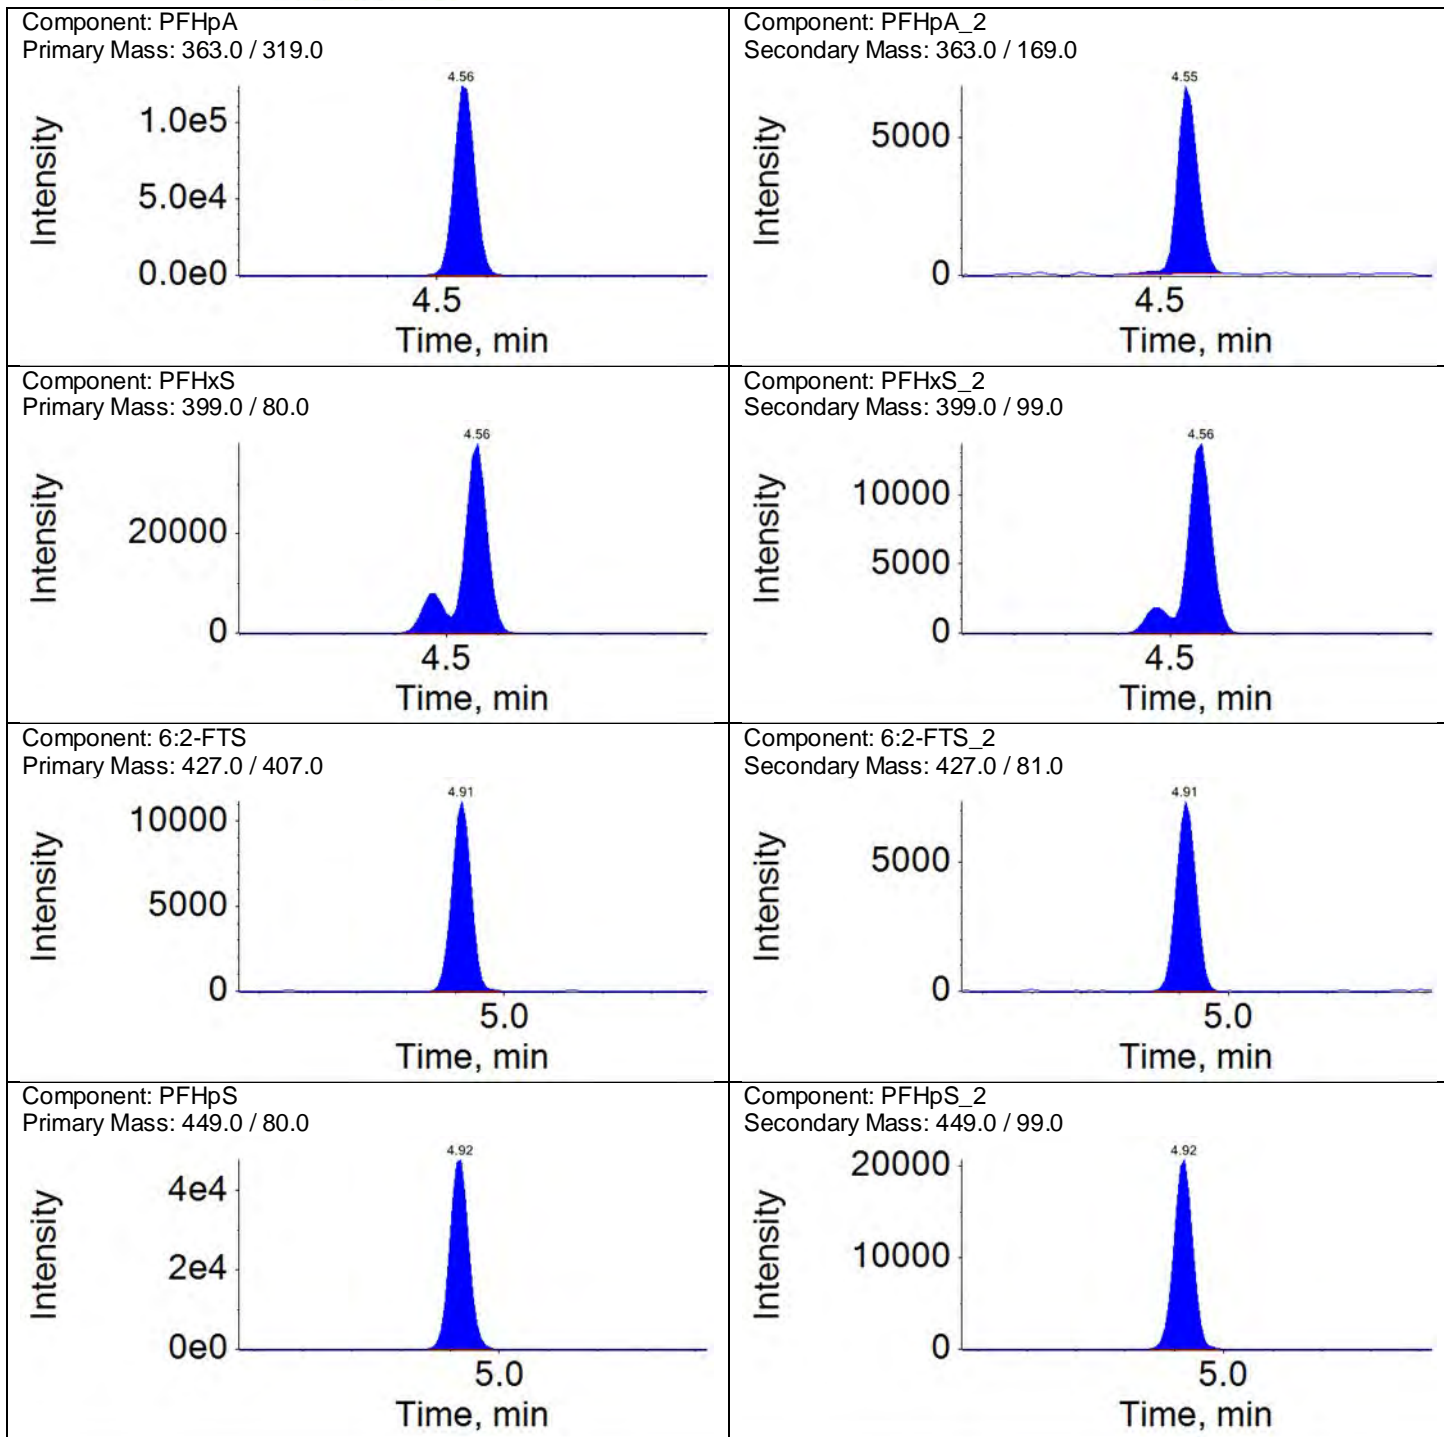 Component: PFHpA
Primary Mass: 363.0 / 319.0
4.56
1.0e5
5.0e4
0.0e0
Intensity
4.5
Time, min
Component: PFHpA_2
Secondary Mass: 363.0 / 169.0
4.55
5000
0
Intensity
4.5
Time, min
Component: PFHxS
Primary Mass: 399.0 / 80.0
4.56
20000
0
Intensity
4.5
Time, min
Component: PFHxS_2
Secondary Mass: 399.0 / 99.0
4.56
10000
5000
0
Intensity
4.5
Time, min
Component: 6:2-FTS
Primary Mass: 427.0 / 407.0
4.91
10000
5000
0
Intensity
5.0
Time, min
Component: 6:2-FTS_2
Secondary Mass: 427.0 / 81.0
4.91
5000
0
Intensity
5.0
Time, min
Component: PFHpS
Primary Mass: 449.0 / 80.0
4.92
4e4
2e4
0e0
Intensity
5.0
Time, min
Component: PFHpS_2
Secondary Mass: 449.0 / 99.0
4.92
20000
10000
0
Intensity
5.0
Time, min